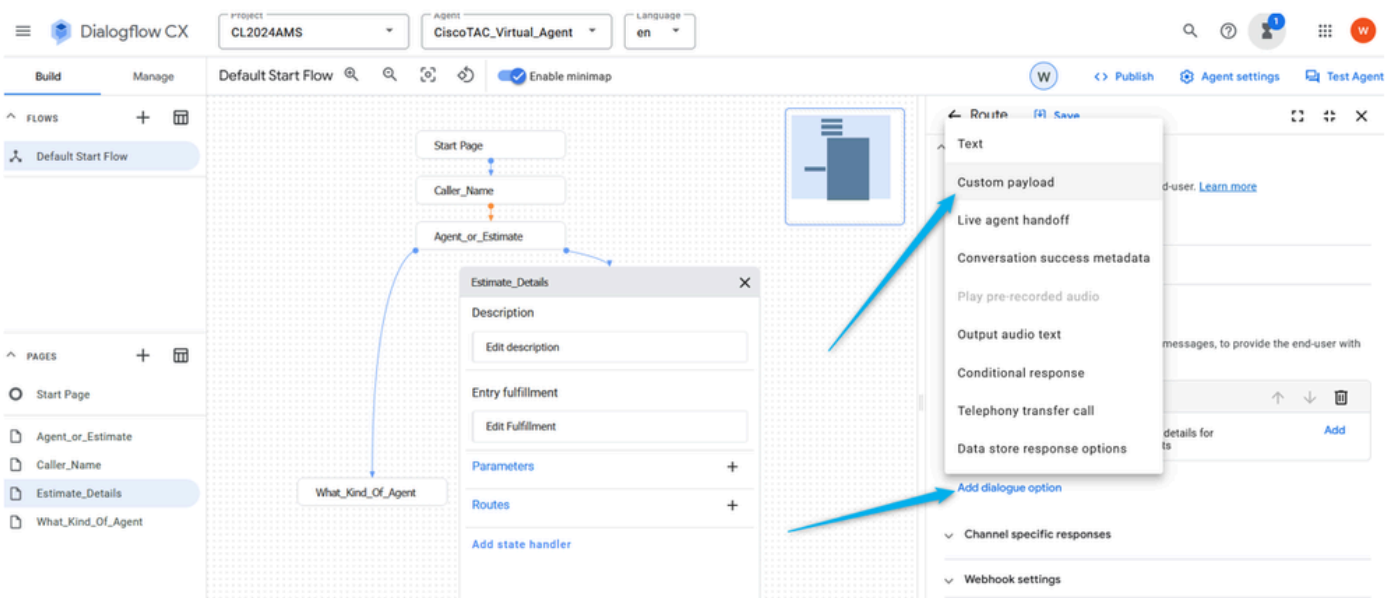 Project
Agent
Language
Dialogflow CX
CL2024AMS
CiscoTAC_Virtual_Agent
en
1
W
Build
Manage
Default Start Flow
Enable minimap
W
<> Publish
Agent settings
Test Agent
FLOWS
Default Start Flow
Start Page
Caller_Name
Agent_or_Estimate
Estimate_Details
Description
Edit description
Entry fulfillment
Edit Fulfillment
Parameters
Routes
Add state handler
What_Kind_Of_Agent
PAGES
Start Page
Agent_or_Estimate
Caller_Name
Estimate_Details
What_Kind_Of_Agent
Route
Save
Text
Custom payload
d-user. Learn more
Live agent handoff
Conversation success metadata
Play pre-recorded audio
Output audio text
messages, to provide the end-user with
Conditional response
Telephony transfer call
details for
Add
ts
Data store response options
Add dialogue option
Channel specific responses
Webhook settings